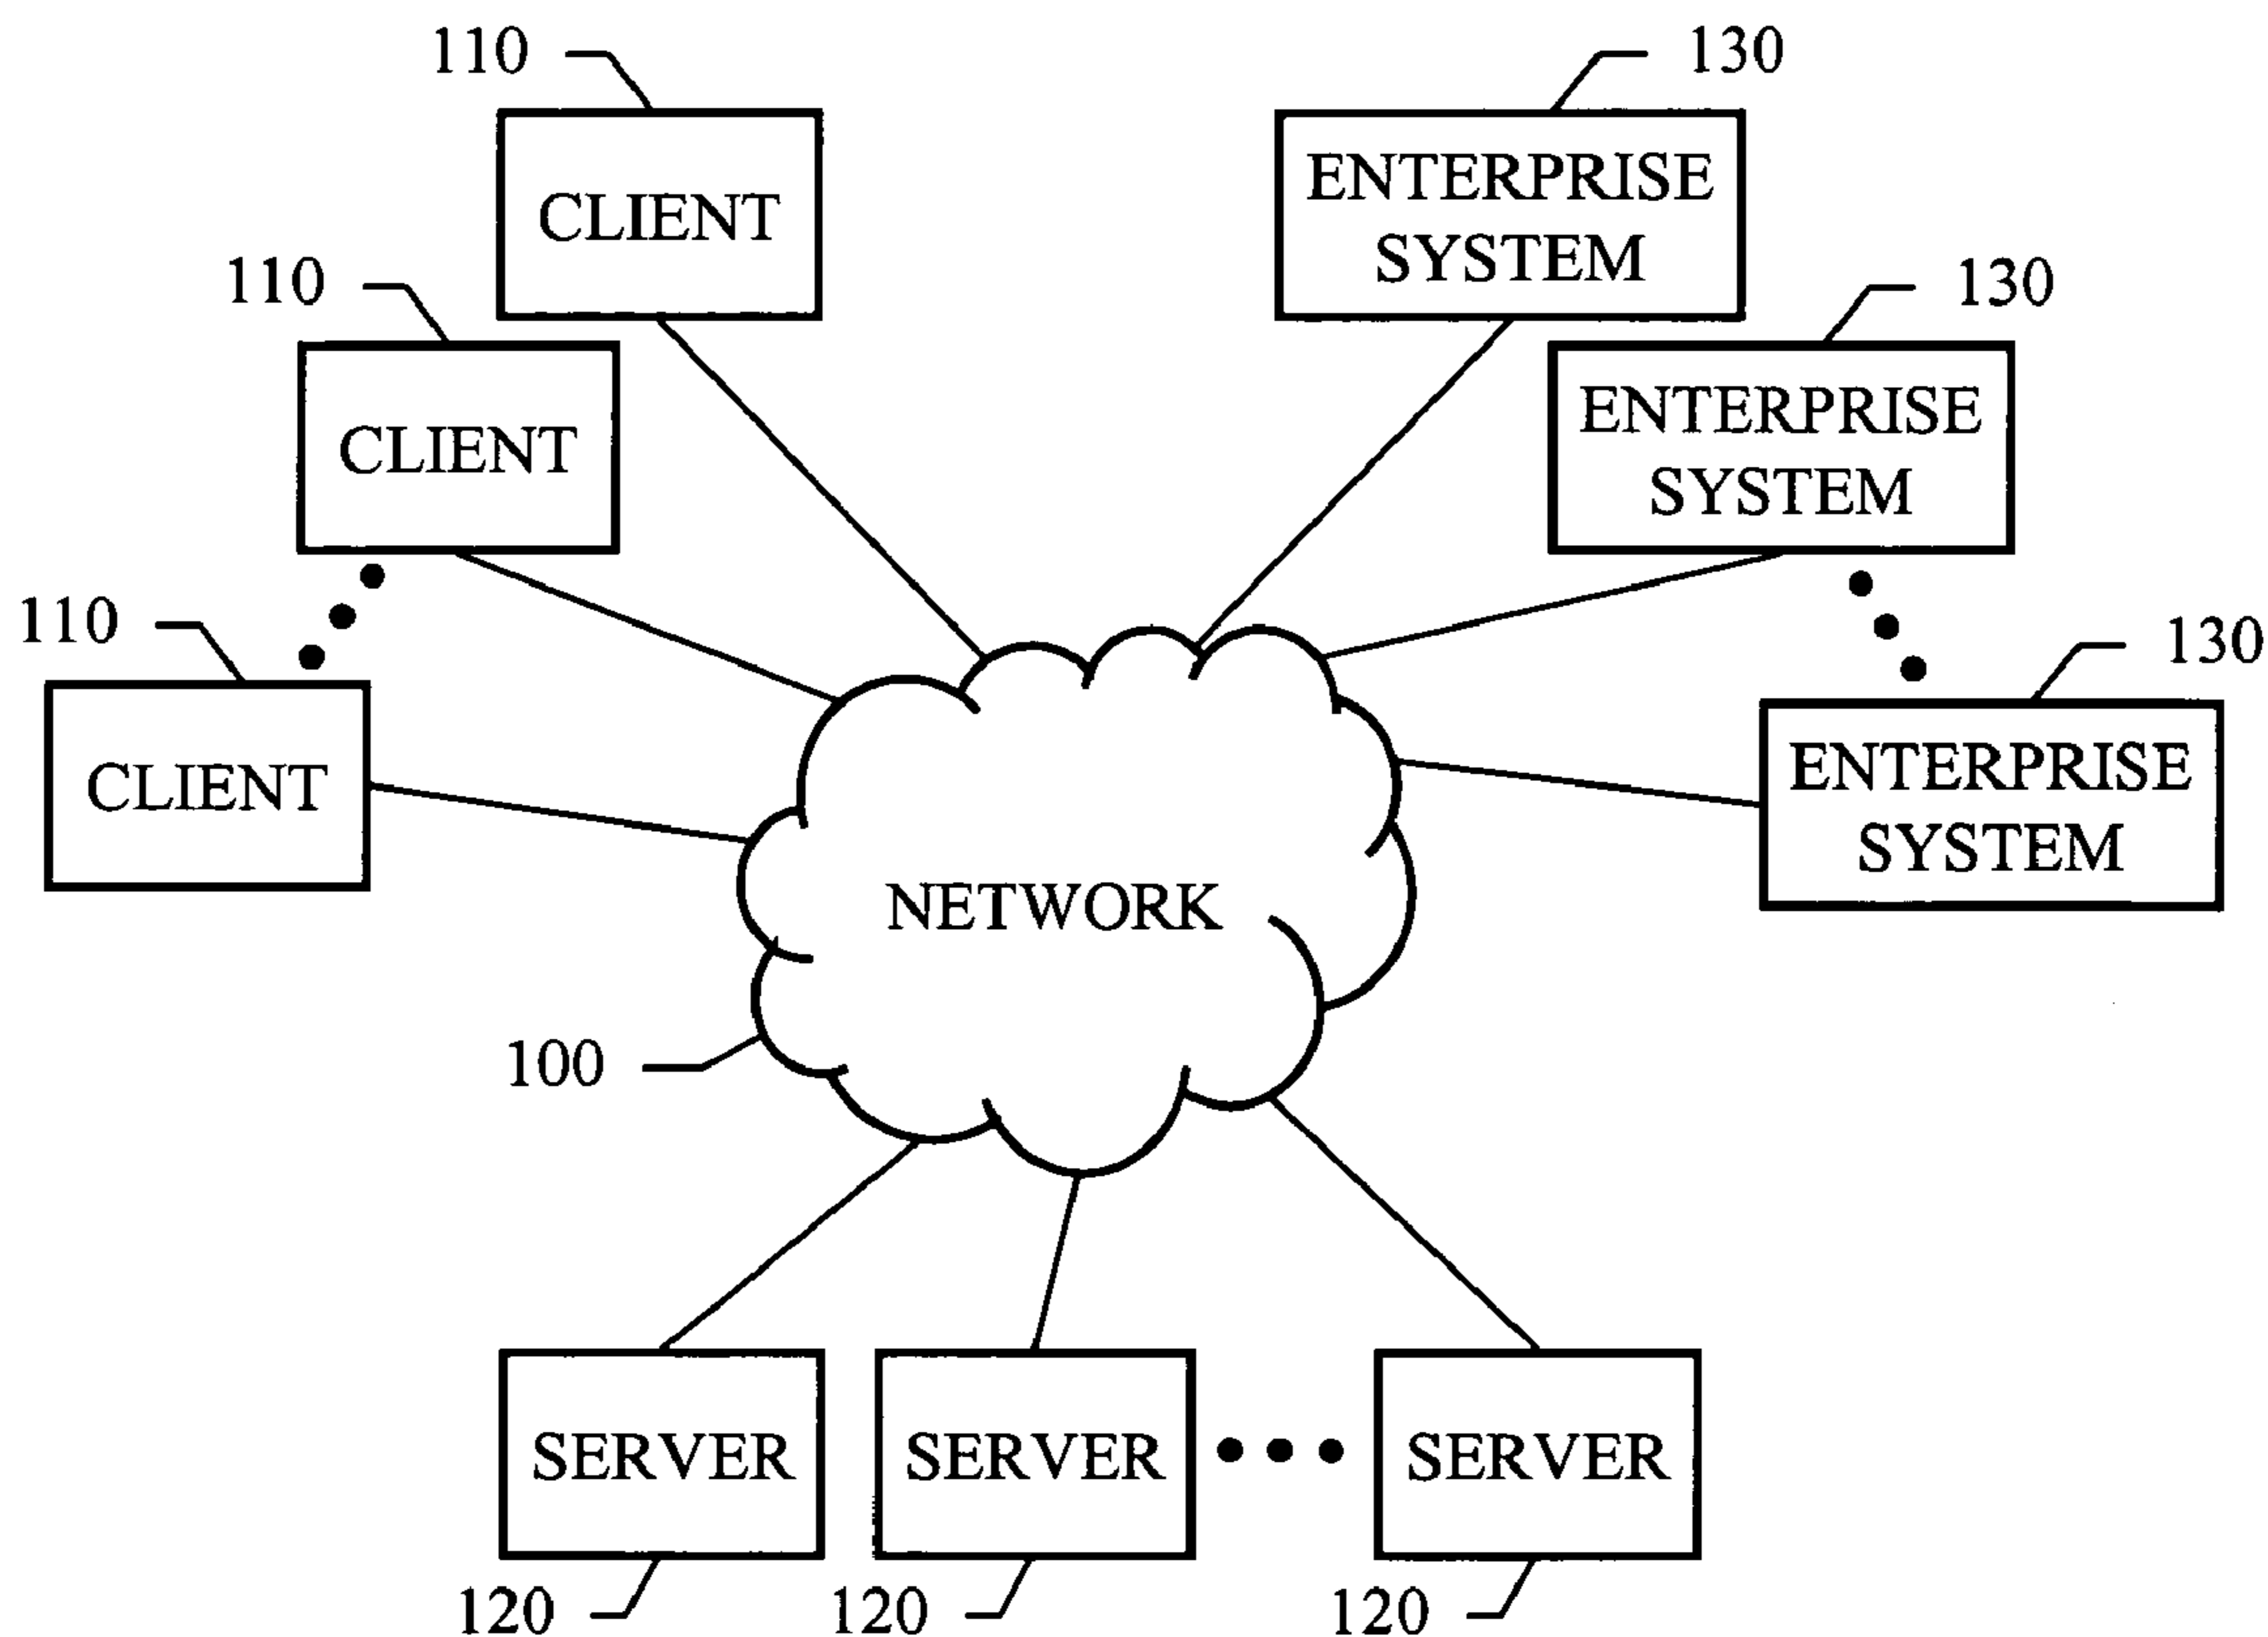 110
130
CLIENT
ENTERPRISE
SYSTEM
110
130
CLIENT
ENTERPRISE
SYSTEM
110
130
CLIENT
ENTERPRISE
SYSTEM
NETWORK
100
SERVER
SERVER
SERVER
120
120
120